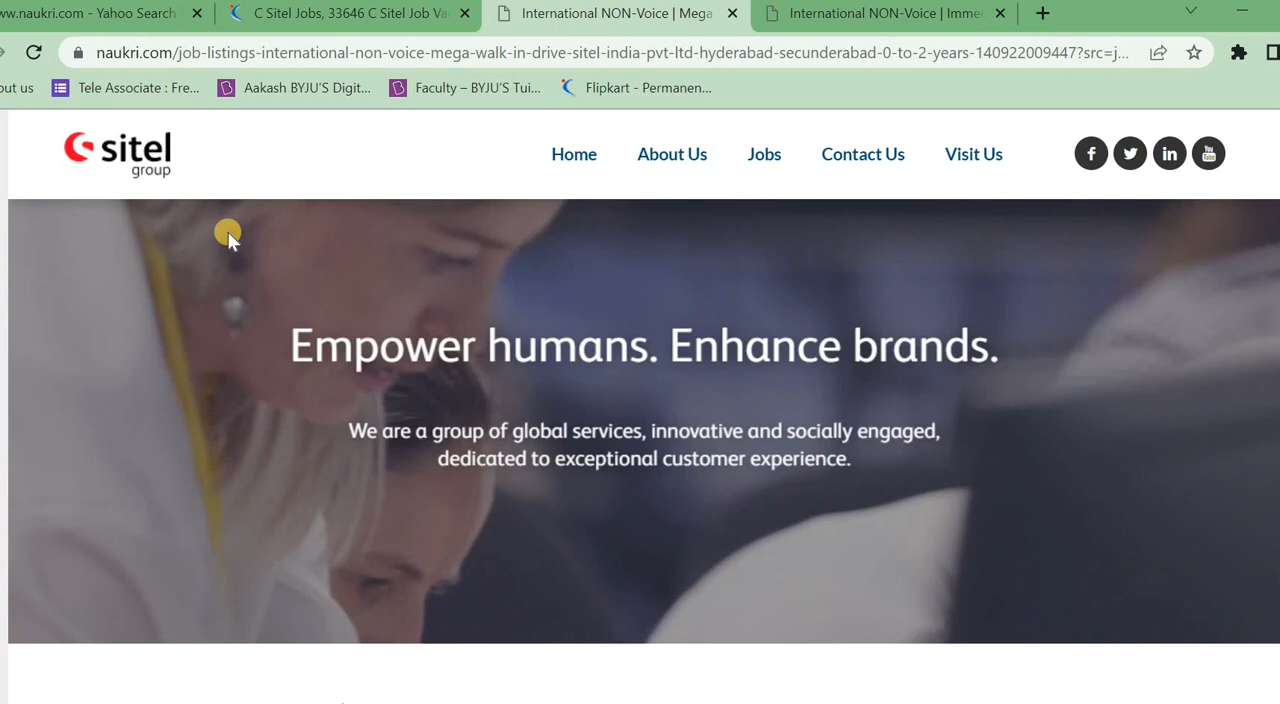 ww.naukri.com - Yahoo Search
C Sitel Jobs, 33646 C Sitel Job Va
International NON-Voice | Mega
International NON-Voice | Imme
naukri.com/job-listings-international-non-voice-mega-walk-in-drive-sitel-india-pvt-ltd-hyderabad-secunderabad-0-to-2-years-140922009447?src=j...
out us
Tele Associate : Fre...
Aakash BYJU'S Digit...
Faculty – BYJU'S Tui...
Flipkart - Permanen...
sitel
group
Home
About Us
Jobs
Contact Us
Visit Us
Empower humans. Enhance brands.
We are a group of global services, innovative and socially engaged,
dedicated to exceptional customer experience.